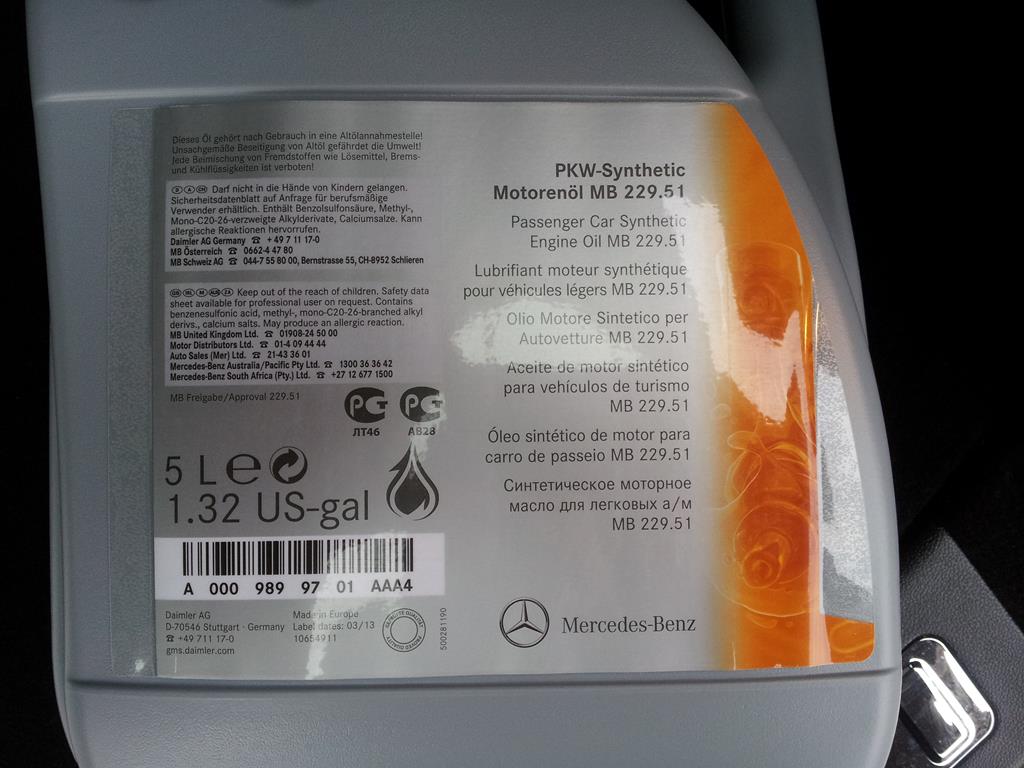 Dieses Öl gehört nach Gebrauch in eine Altölannahmestelle!
Unsachgemäße Beseitigung von Altöl gefährdet die Umwelt!
Jede Beimischung von Fremdstoffen wie Lösemittel, Brems-
und Kühlflüssigkeiten ist verboten!
D A CH Darf nicht in die Hände von Kindern gelangen.
Sicherheitsdatenblatt auf Anfrage für berufsmäßige
Verwender erhältlich. Enthält Benzolsulfonsäure, Methyl-,
Mono-C20-26-verzweigte Alkylderivate, Calciumsalze. Kann
allergische Reaktionen hervorrufen.
Daimler AG Germany ☎ +49 7 11 17-0
MB Österreich ☎ 0662-4 47 80
MB Schweiz AG ☎ 044-7 55 80 00, Bernstrasse 55, CH-8952 Schlieren
Keep out of the reach of children. Safety data
sheet available for professional user on request. Contains
benzenesulfonic acid, methyl-, mono-C20-26-branched alkyl
derivs., calcium salts. May produce an allergic reaction.
MB United Kingdom Ltd. ☎ 01908-24 50 00
Motor Distributors Ltd. ☎ 01-4 09 44 44
Auto Sales (Mer) Ltd. ☎ 21-43 36 01
Mercedes-Benz Australia/Pacific Pty Ltd. ☎ 1300 36 36 42
Mercedes-Benz South Africa (Pty.) Ltd. ☎ +27 12 677 1500
MB Freigabe/Approval 229.51
ЛТ46 АВ28
5 L e
1.32 US-gal
A 000 989 97 01 AAA4
Daimler AG
D-70546 Stuttgart · Germany
☎ +49 711 17-0
gms.daimler.com
Made in Europe
Label dates: 03/13
10654911
500281190
PKW-Synthetic
Motorenöl MB 229.51
Passenger Car Synthetic
Engine Oil MB 229.51
Lubrifiant moteur synthétique
pour véhicules légers MB 229.51
Olio Motore Sintetico per
Autovetture MB 229.51
Aceite de motor sintético
para vehículos de turismo
MB 229.51
Óleo sintético de motor para
carro de passeio MB 229.51
Синтетическое моторное
масло для легковых а/м
MB 229.51
Mercedes-Benz